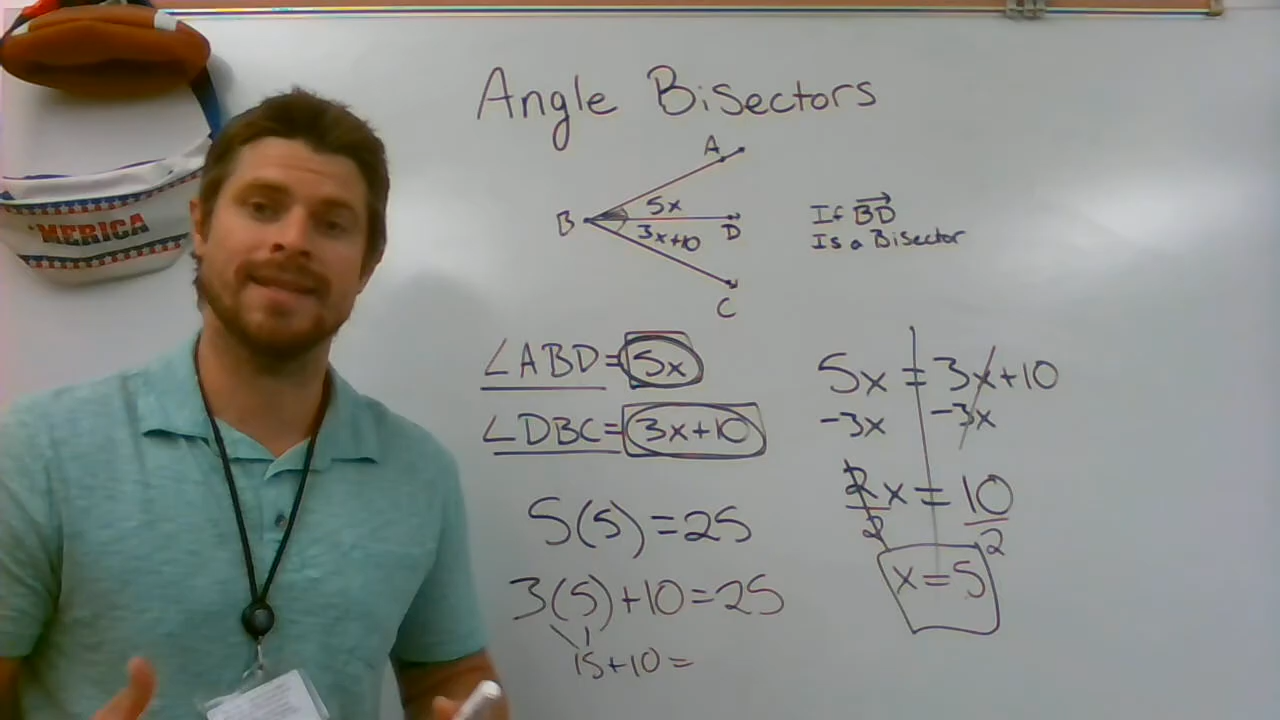 Angle Bisectors
A
B
5x
3x+10
D
C
If BD
Is a Bisector
'MERICA
∠ABD=5x
∠DBC=3x+10
5(5)=25
3(5)+10=25
15+10=
5x=3x+10
-3x -3x
2x=10
2 2
x=5